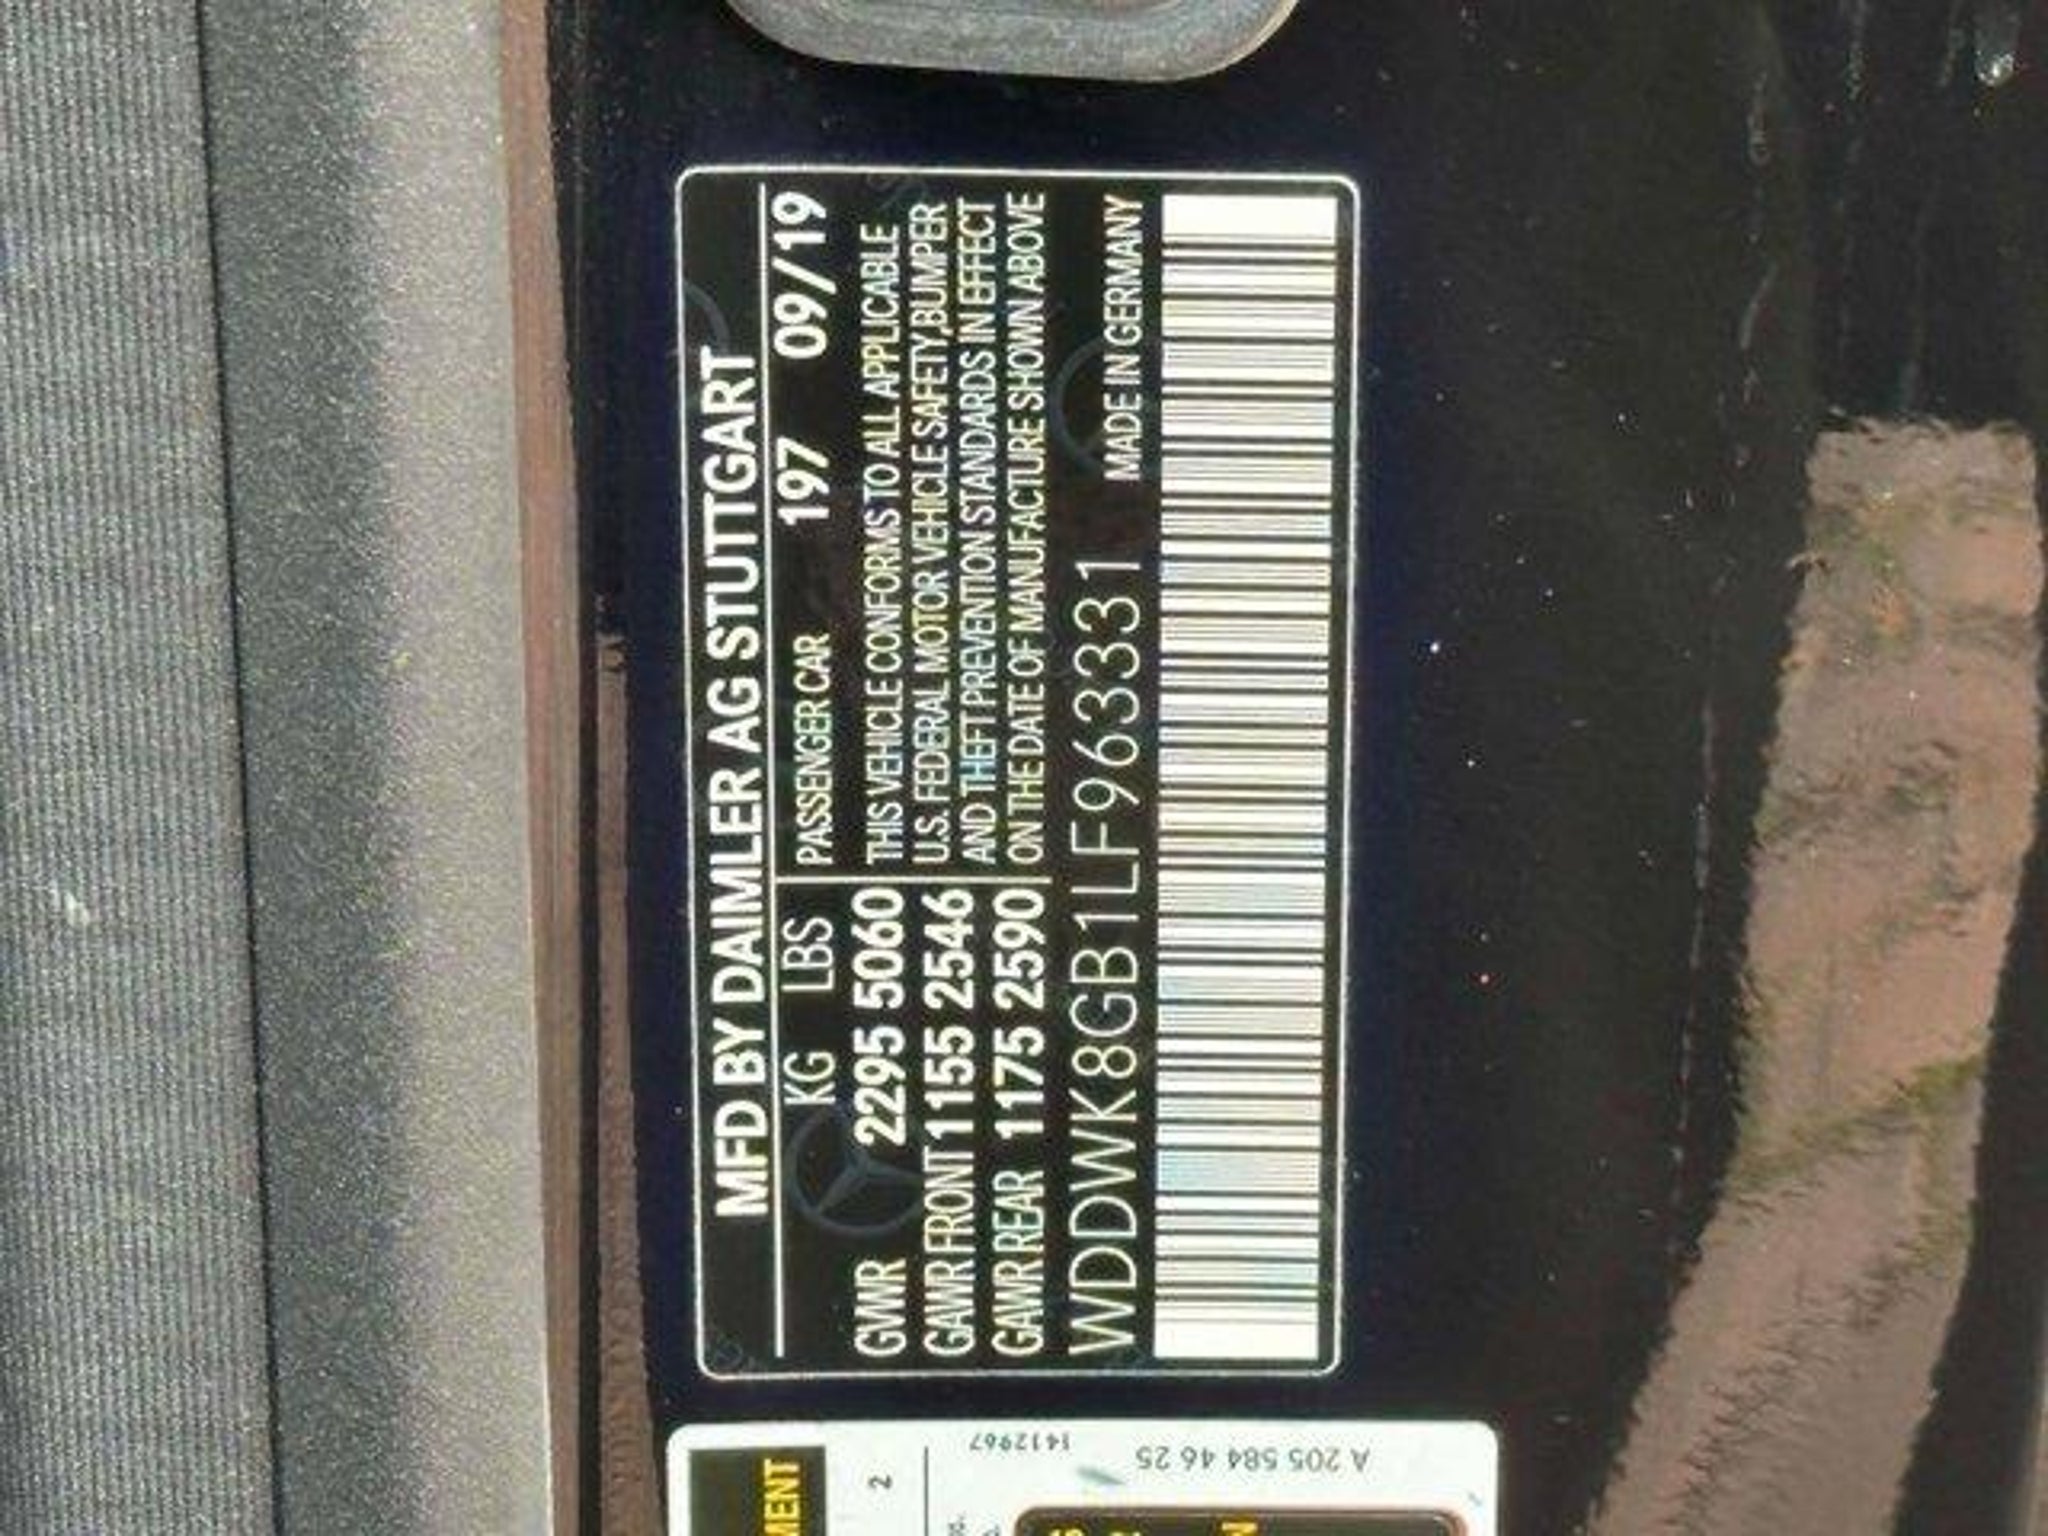 MFD BY DAIMLER AG STUTTGART
KG LBS PASSENGER CAR 197 09/19
GVWR 2295 5060 THIS VEHICLE CONFORMS TO ALL APPLICABLE
GAWR FRONT 1155 2546 U.S. FEDERAL MOTOR VEHICLE SAFETY,BUMPER
AND THEFT PREVENTION STANDARDS IN EFFECT
GAWR REAR 1175 2590 ON THE DATE OF MANUFACTURE SHOWN ABOVE
WDDWK8GB1LF963331 MADE IN GERMANY
MENT
2
1412967
A 205 584 46 25